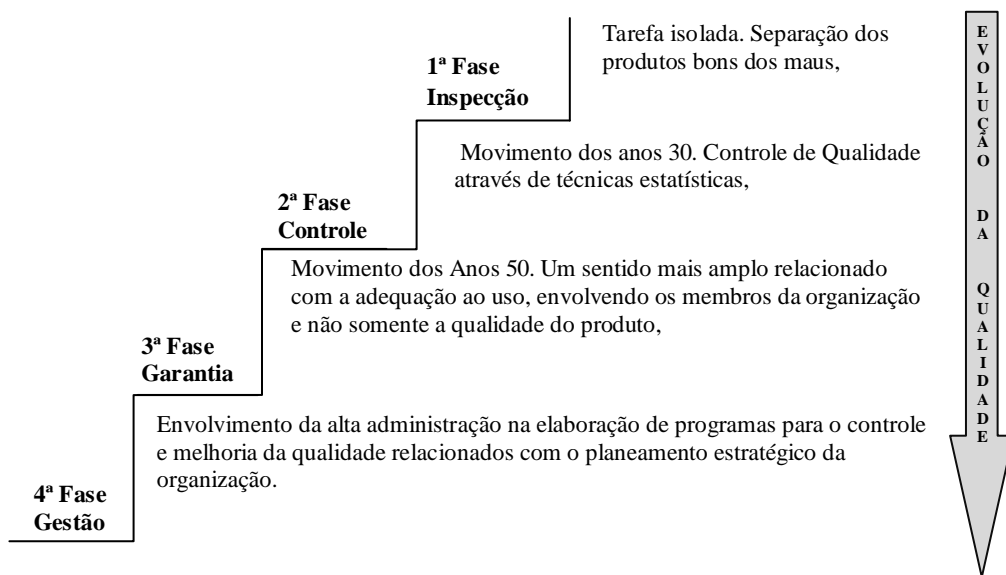 Tarefa isolada. Separação dos
produtos bons dos maus,
1ª Fase
Inspecção
Movimento dos anos 30. Controle de Qualidade
através de técnicas estatísticas,
2ª Fase
Controle
Movimento dos Anos 50. Um sentido mais amplo relacionado
com a adequação ao uso, envolvendo os membros da organização
e não somente a qualidade do produto,
3ª Fase
Garantia
Envolvimento da alta administração na elaboração de programas para o controle
e melhoria da qualidade relacionados com o planeamento estratégico da
organização.
4ª Fase
Gestão
EVOLUÇÃO DA QUALIDADE